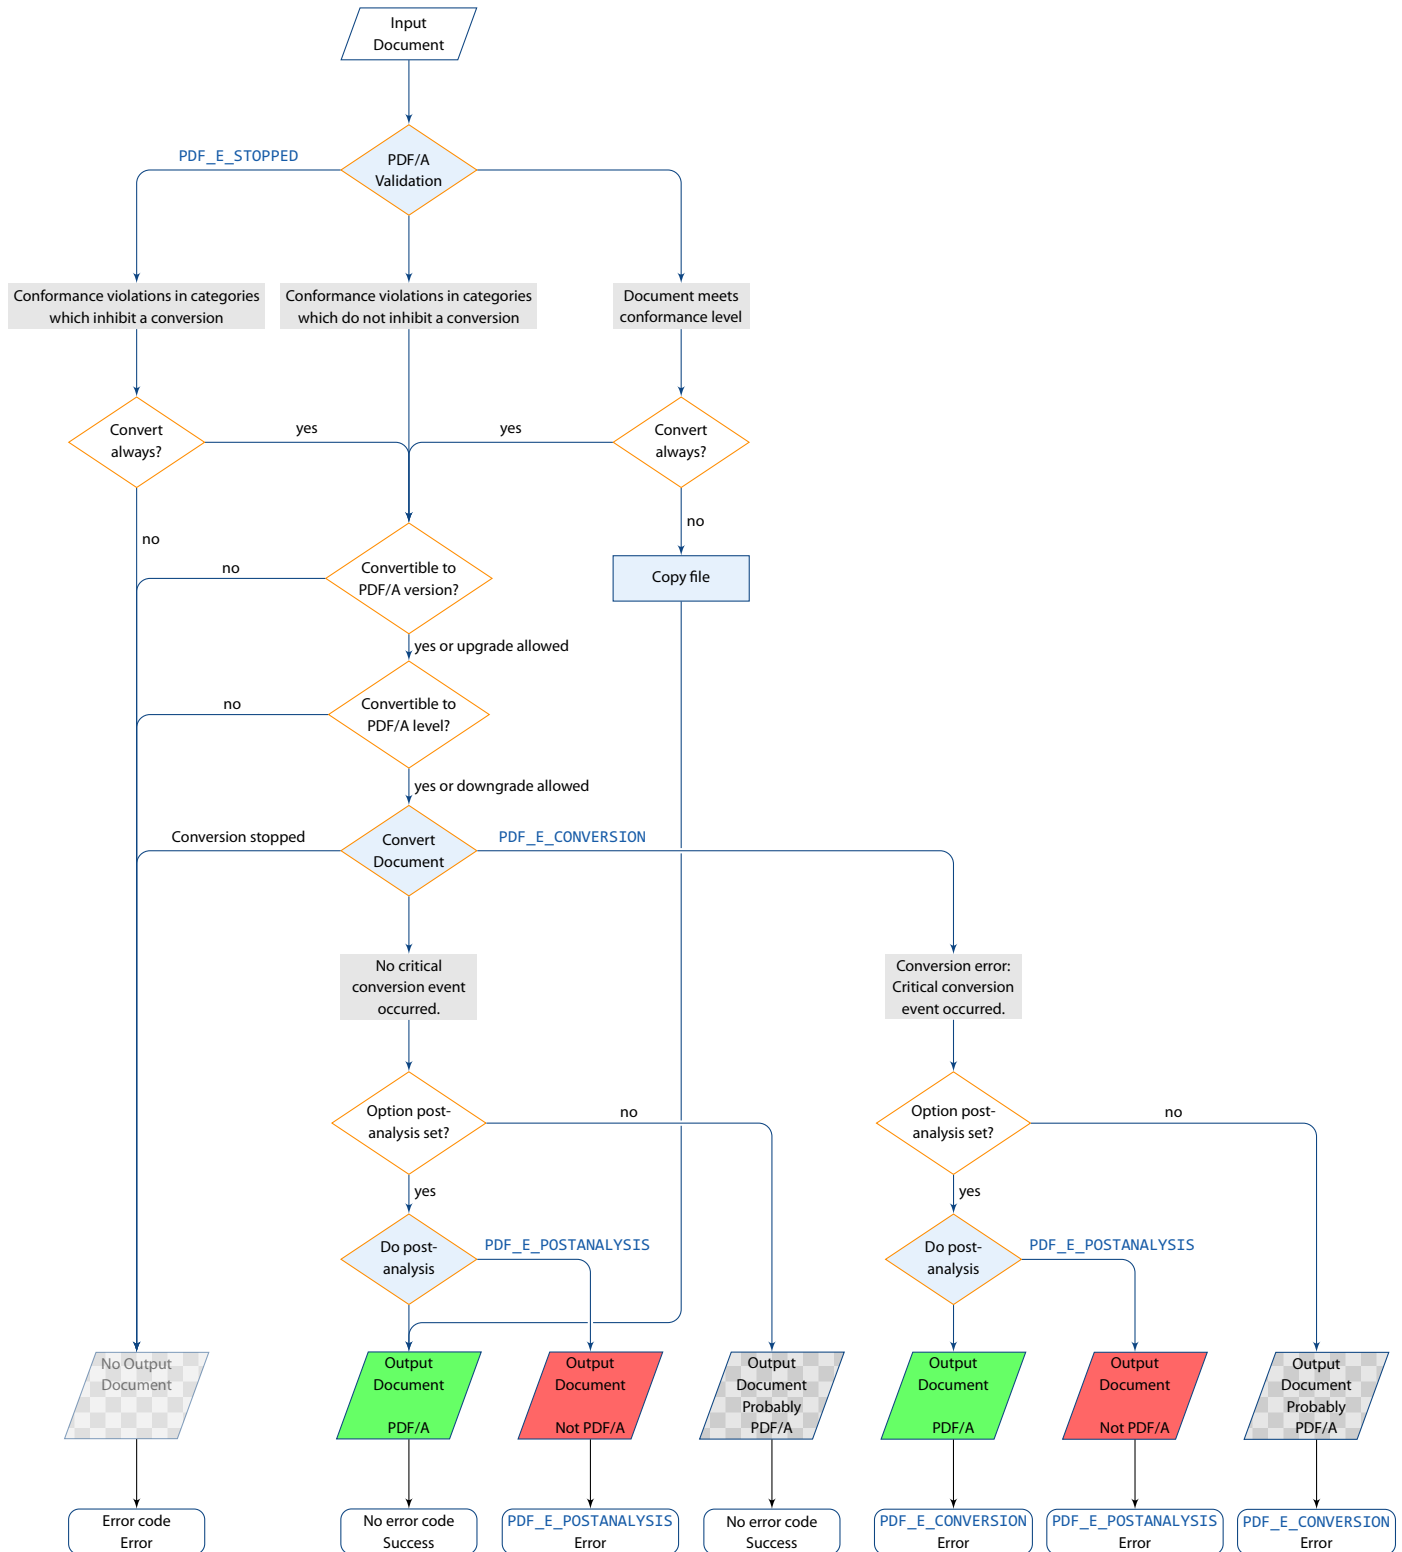 Input
Document
PDF_E_STOPPED
PDF/A
Validation
Conformance violations in categories
which inhibit a conversion
Conformance violations in categories
which do not inhibit a conversion
Document meets
conformance level
Convert
always?
yes
yes
Convert
always?
no
no
Convertible to
PDF/A version?
no
Copy file
yes or upgrade allowed
Convertible to
PDF/A level?
no
yes or downgrade allowed
Conversion stopped
Convert
Document
PDF_E_CONVERSION
No critical
conversion event
occurred.
Conversion error:
Critical conversion
event occurred.
Option post-
analysis set?
no
Option post-
analysis set?
no
yes
yes
Do post-
analysis
PDF_E_POSTANALYSIS
Do post-
analysis
PDF_E_POSTANALYSIS
No Output
Document
Output
Document
PDF/A
Output
Document
Not PDF/A
Output
Document
Probably
PDF/A
Output
Document
PDF/A
Output
Document
Not PDF/A
Output
Document
Probably
PDF/A
Error code
Error
No error code
Success
PDF_E_POSTANALYSIS
Error
No error code
Success
PDF_E_CONVERSION
Error
PDF_E_POSTANALYSIS
Error
PDF_E_CONVERSION
Error